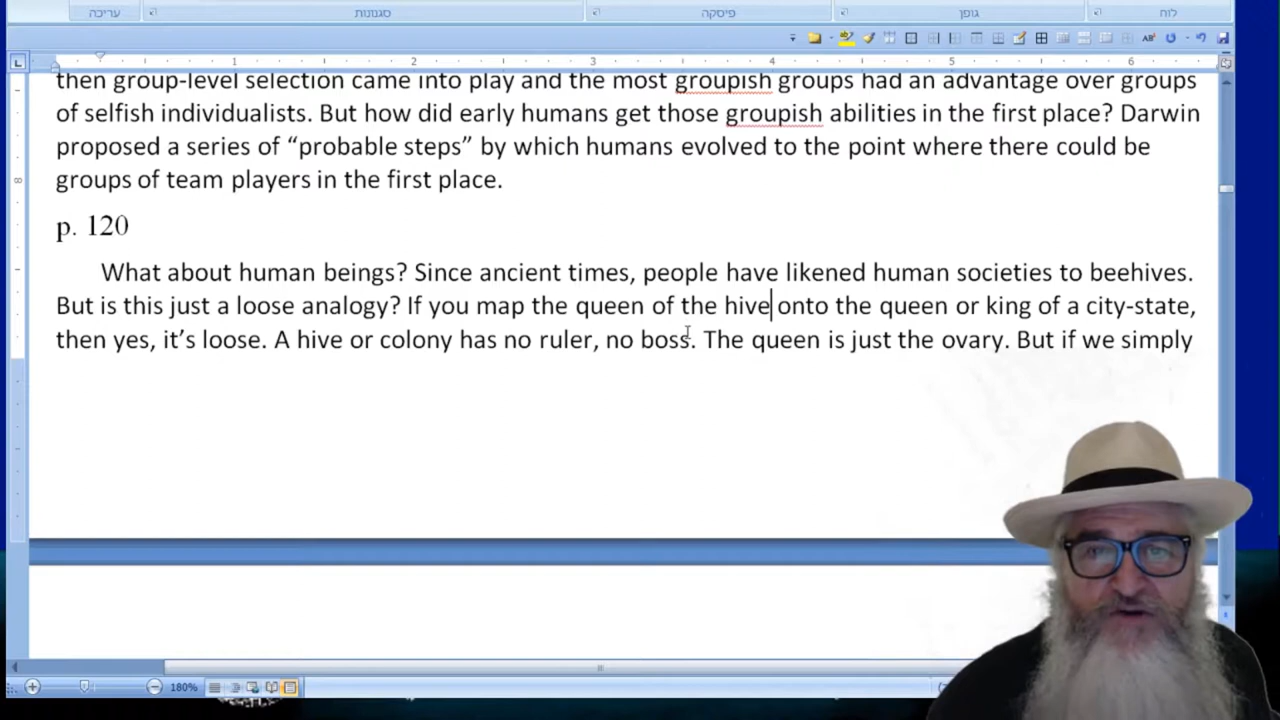 עריכה
סגנונות
פיסקה
גופן
לוח
1 2 3 4 5 6
then group-level selection came into play and the most groupish groups had an advantage over groups
of selfish individualists. But how did early humans get those groupish abilities in the first place? Darwin
proposed a series of “probable steps” by which humans evolved to the point where there could be
groups of team players in the first place.
p. 120
What about human beings? Since ancient times, people have likened human societies to beehives.
But is this just a loose analogy? If you map the queen of the hive onto the queen or king of a city-state,
then yes, it’s loose. A hive or colony has no ruler, no boss. The queen is just the ovary. But if we simply
180%